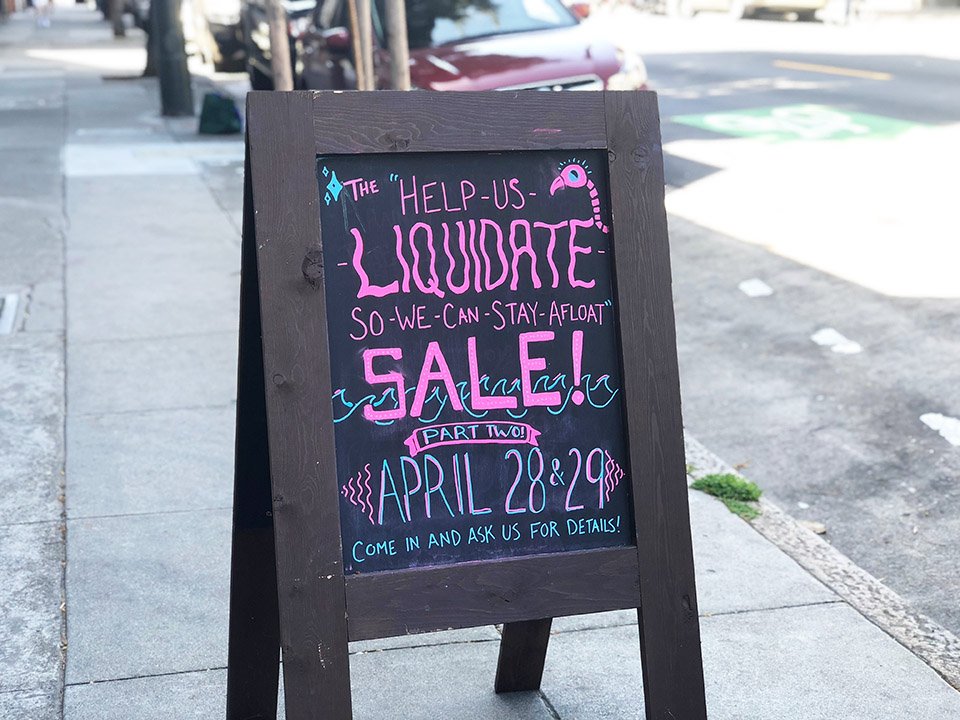 THE "HELP-US-
-LIQUIDATE-
SO-WE-CAN-STAY-AFLOAT"
SALE!
PART TWO!
APRIL 28 & 29
COME IN AND ASK US FOR DETAILS!